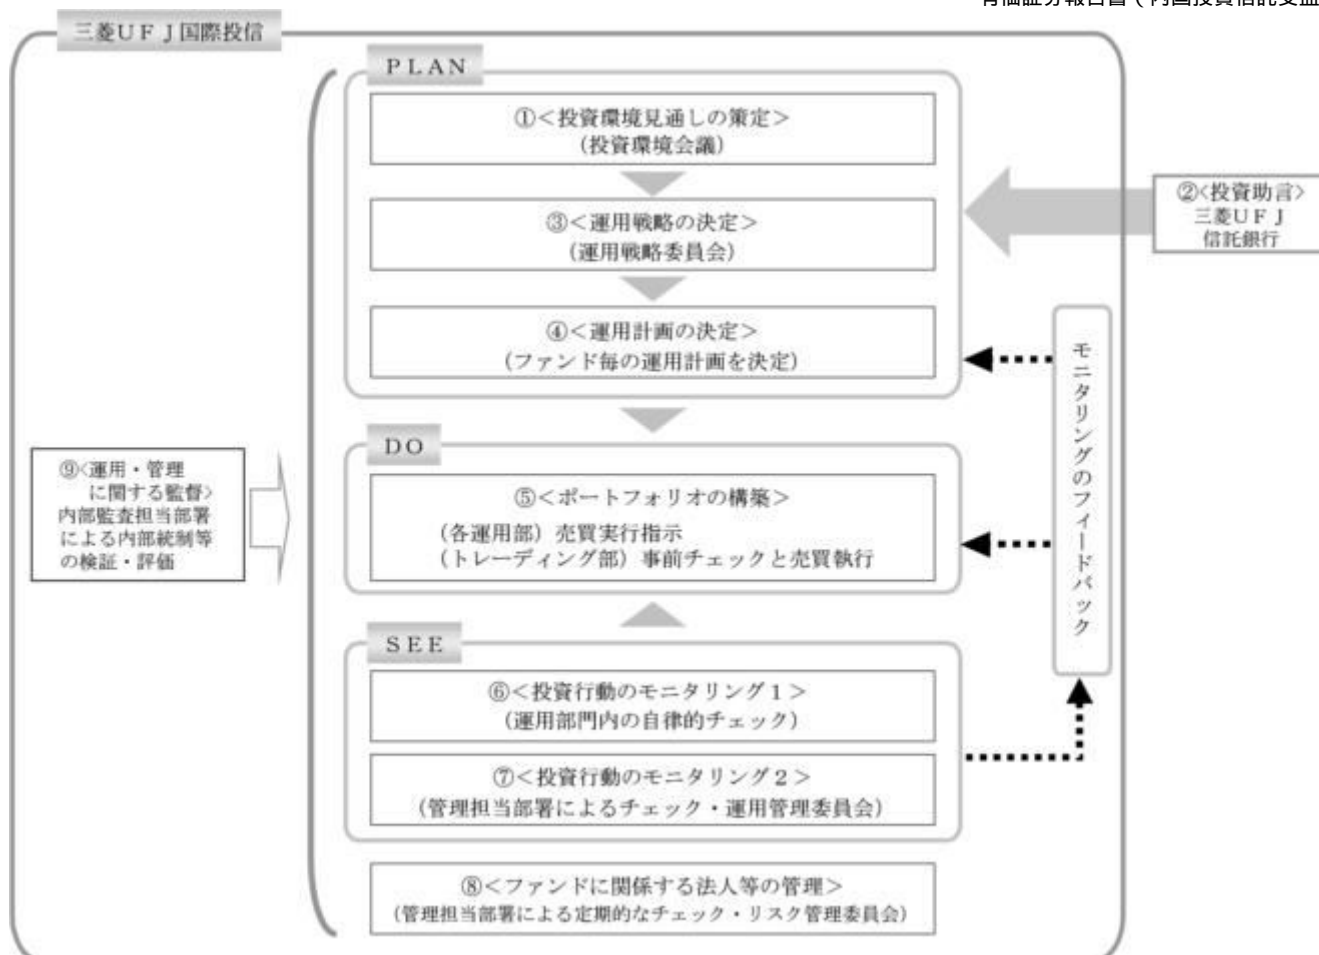 有価証券報告書(内国投資信託受益
三菱UFJ国際投信
PLAN
①<投資環境見通しの策定>
(投資環境会議)
②<投資助言>
三菱UFJ
信託銀行
③<運用戦略の決定>
(運用戦略委員会)
④<運用計画の決定>
(ファンド毎の運用計画を決定)
モニタリングのフィードバック
DO
⑤<ポートフォリオの構築>
(各運用部)売買実行指示
(トレーディング部)事前チェックと売買執行
⑨<運用・管理
に関する監督>
内部監査担当部署
による内部統制等
の検証・評価
SEE
⑥<投資行動のモニタリング1>
(運用部門内の自律的チェック)
⑦<投資行動のモニタリング2>
(管理担当部署によるチェック・運用管理委員会)
⑧<ファンドに関係する法人等の管理>
(管理担当部署による定期的なチェック・リスク管理委員会)